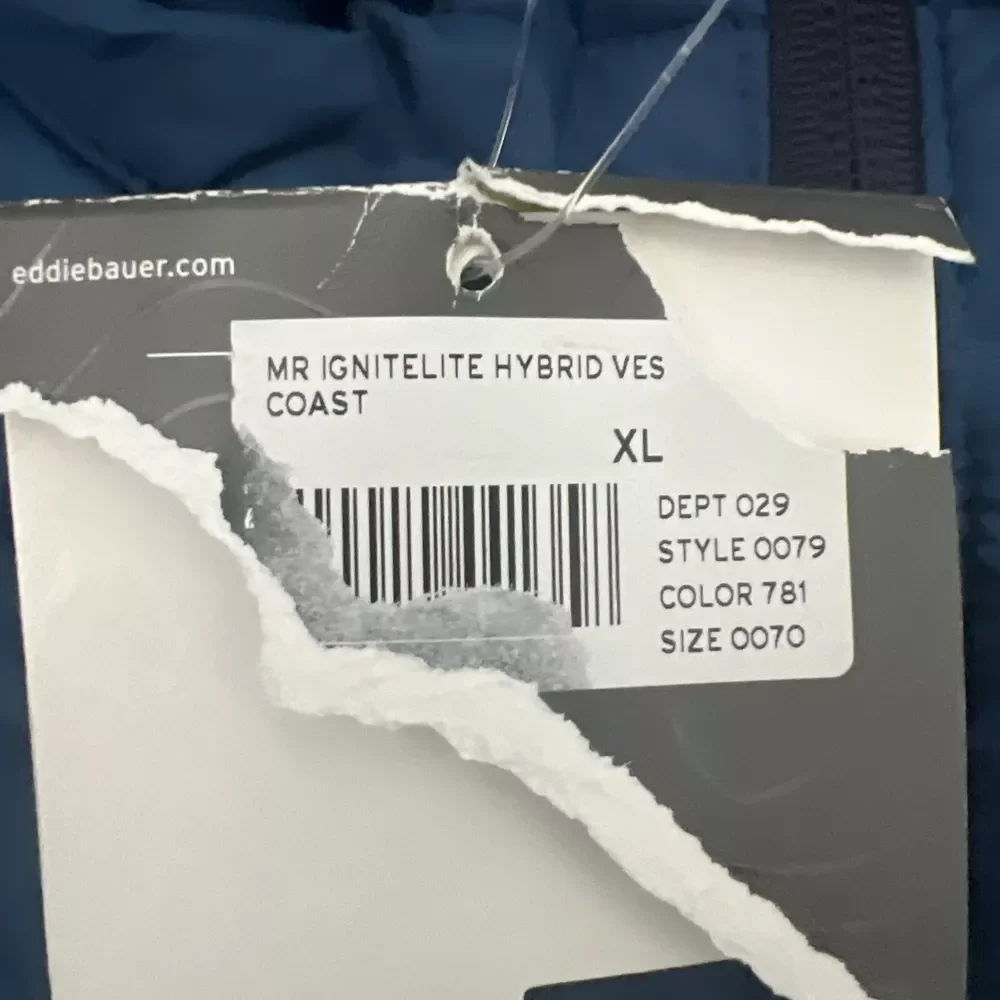 eddiebauer.com
MR IGNITELITE HYBRID VES
COAST
XL
DEPT 029
STYLE 0079
COLOR 781
SIZE 0070